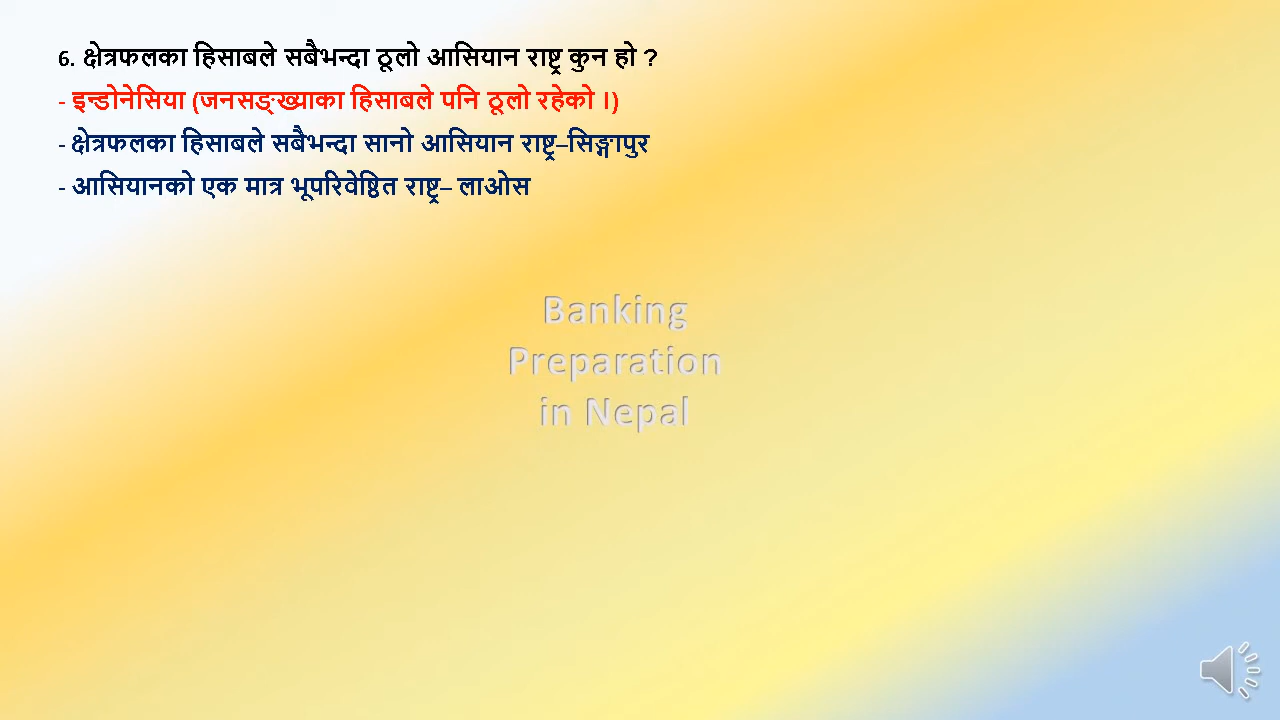 6. क्षेत्रफलका हिसाबले सबैभन्दा ठूलो आसियान राष्ट्र कुन हो ?
- इन्डोनेसिया (जनसङ्ख्याका हिसाबले पनि ठूलो रहेको ।)
- क्षेत्रफलका हिसाबले सबैभन्दा सानो आसियान राष्ट्र–सिङ्गापुर
- आसियानको एक मात्र भूपरिवेष्ठित राष्ट्र– लाओस
Banking
Preparation
in Nepal